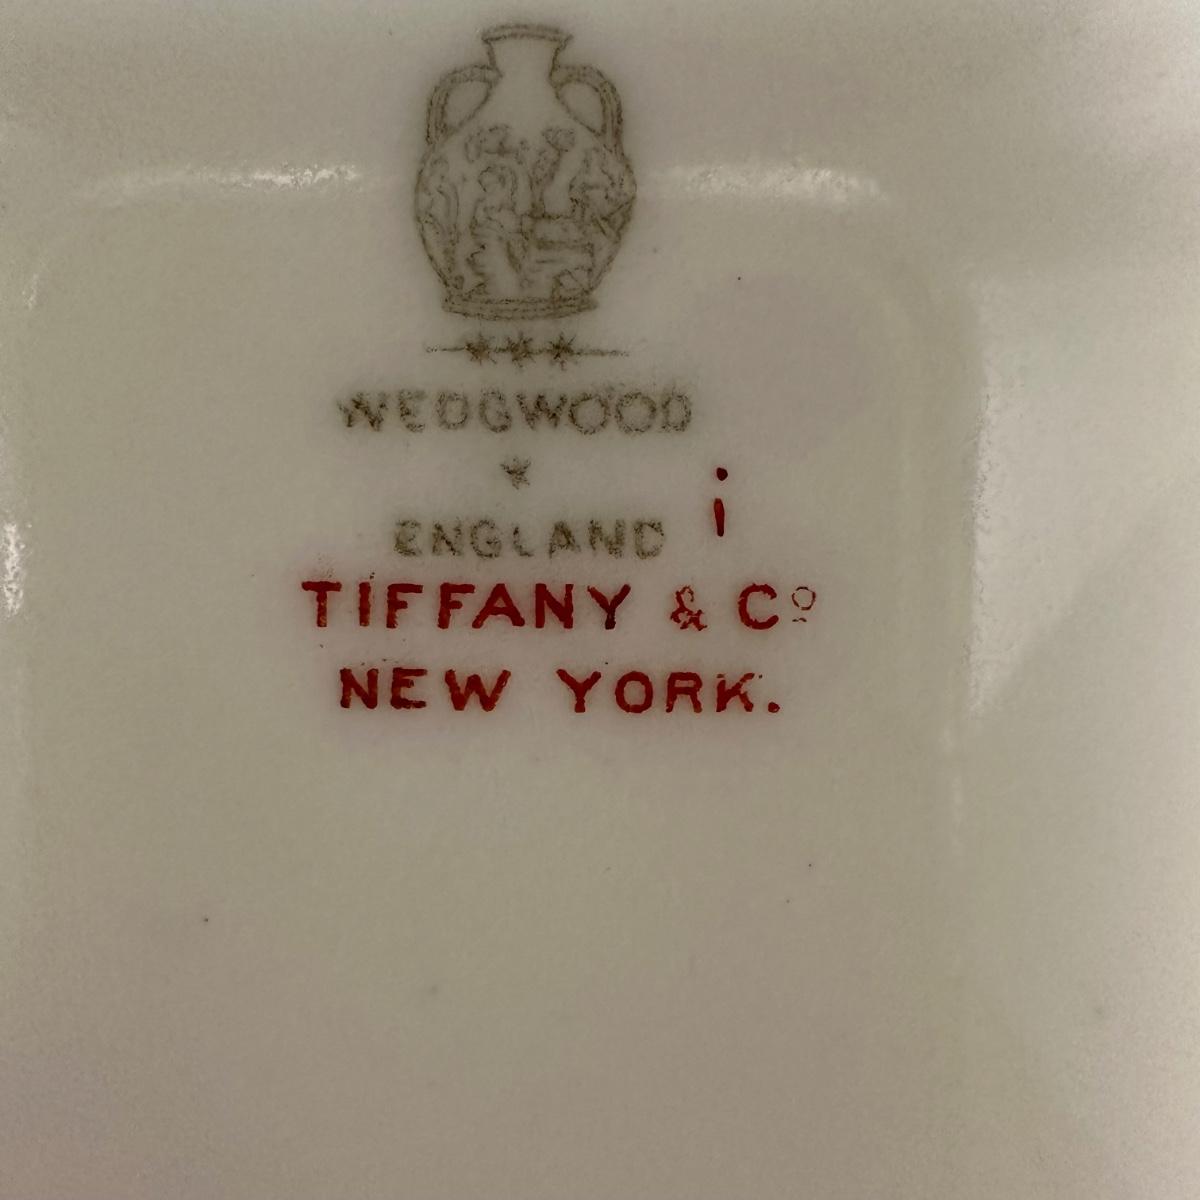 WEDGWOOD
ENGLAND
i
TIFFANY & Cº
NEW YORK.